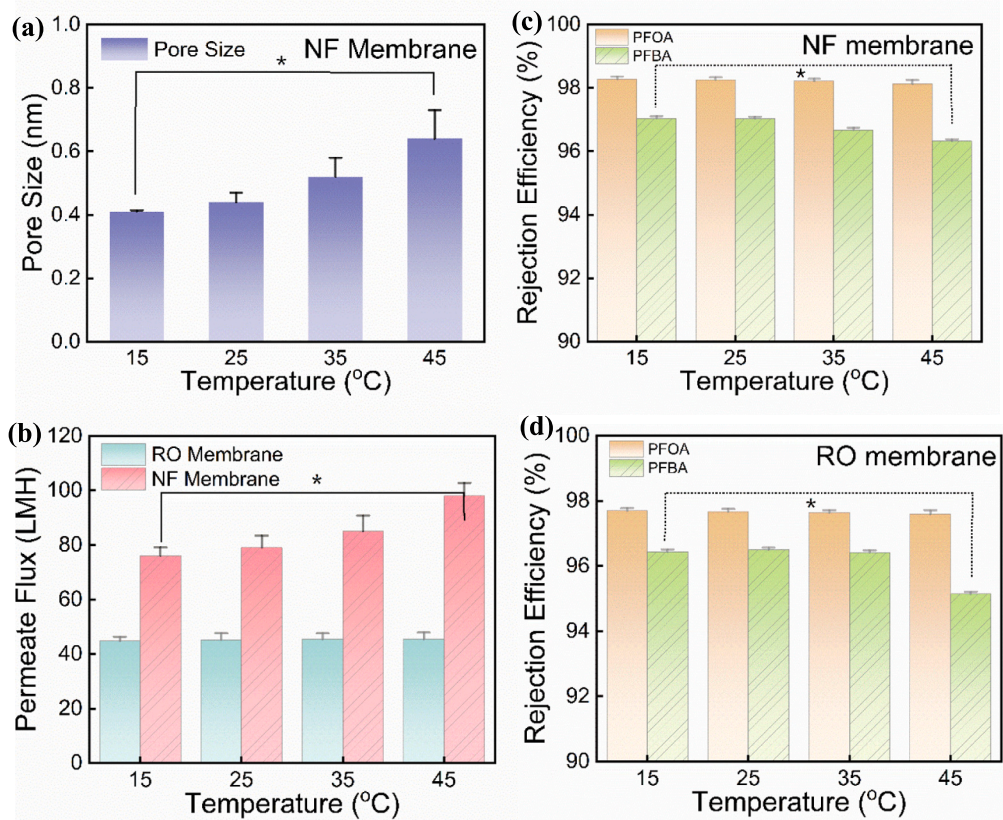 (a)
Pore Size
NF Membrane
*
Pore Size (nm)
1.0
0.8
0.6
0.4
0.2
0.0
15 25 35 45
Temperature (°C)
(b)
RO Membrane
NF Membrane
*
Permeate Flux (LMH)
120
100
80
60
40
20
0
15 25 35 45
Temperature (°C)
(c)
PFOA
PFBA
NF membrane
*
Rejection Efficiency (%)
100
98
96
94
92
90
15 25 35 45
Temperature (°C)
(d)
PFOA
PFBA
RO membrane
*
Rejection Efficiency (%)
100
98
96
94
92
90
15 25 35 45
Temperature (°C)